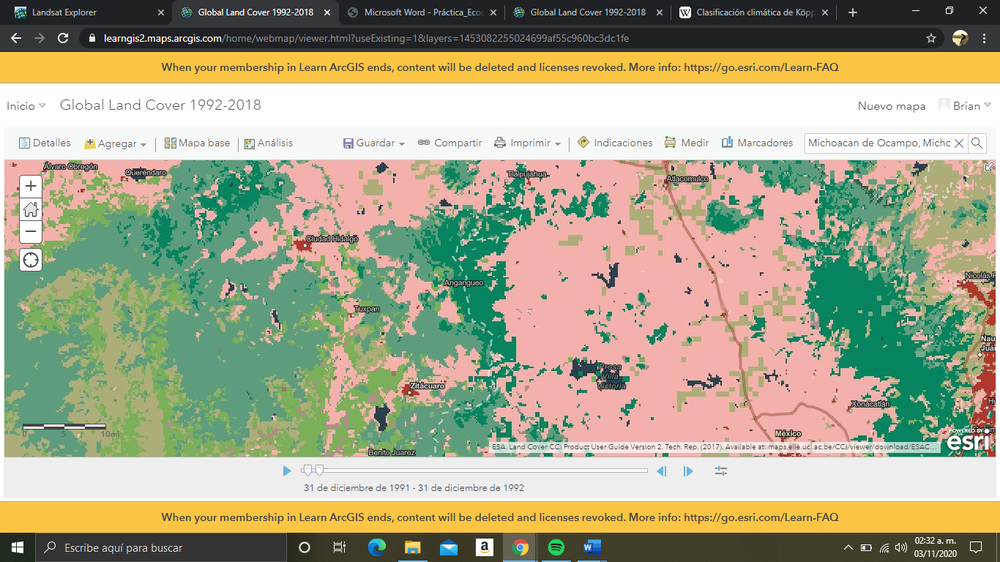 Landsat Explorer
Global Land Cover 1992-2018
Microsoft Word - Práctica_Ecos
Global Land Cover 1992-2018
Clasificación climática de Köpp
learngis2.maps.arcgis.com/home/webmap/viewer.html?useExisting=1&layers=1453082255024699af55c960bc3dc1fe
When your membership in Learn ArcGIS ends, content will be deleted and licenses revoked. More info: https://go.esri.com/Learn-FAQ
Inicio Global Land Cover 1992-2018 Nuevo mapa Brian
Detalles Agregar Mapa base Análisis Guardar Compartir Imprimir Indicaciones Medir Marcadores Michoacan de Ocampo, Micho
Álvaro Obregón
Queréndaro
Tlalpujahua
Atlacomulco
Ciudad Hidalgo
Angangueo
Nicolás R
Tuxpan
Nau
Juár
Presa
Villa
Victoria
Zitácuaro
Xonacatlán
Hu
0 5 10mi
México
POWERED BY
esri
Benito Juarez
ESA. Land Cover CCI Product User Guide Version 2. Tech. Rep. (2017). Available at: maps.elie.ucl.ac.be/CCI/viewer/download/ESAC...
31 de diciembre de 1991 - 31 de diciembre de 1992
When your membership in Learn ArcGIS ends, content will be deleted and licenses revoked. More info: https://go.esri.com/Learn-FAQ
Escribe aquí para buscar
02:32 a. m.
03/11/2020